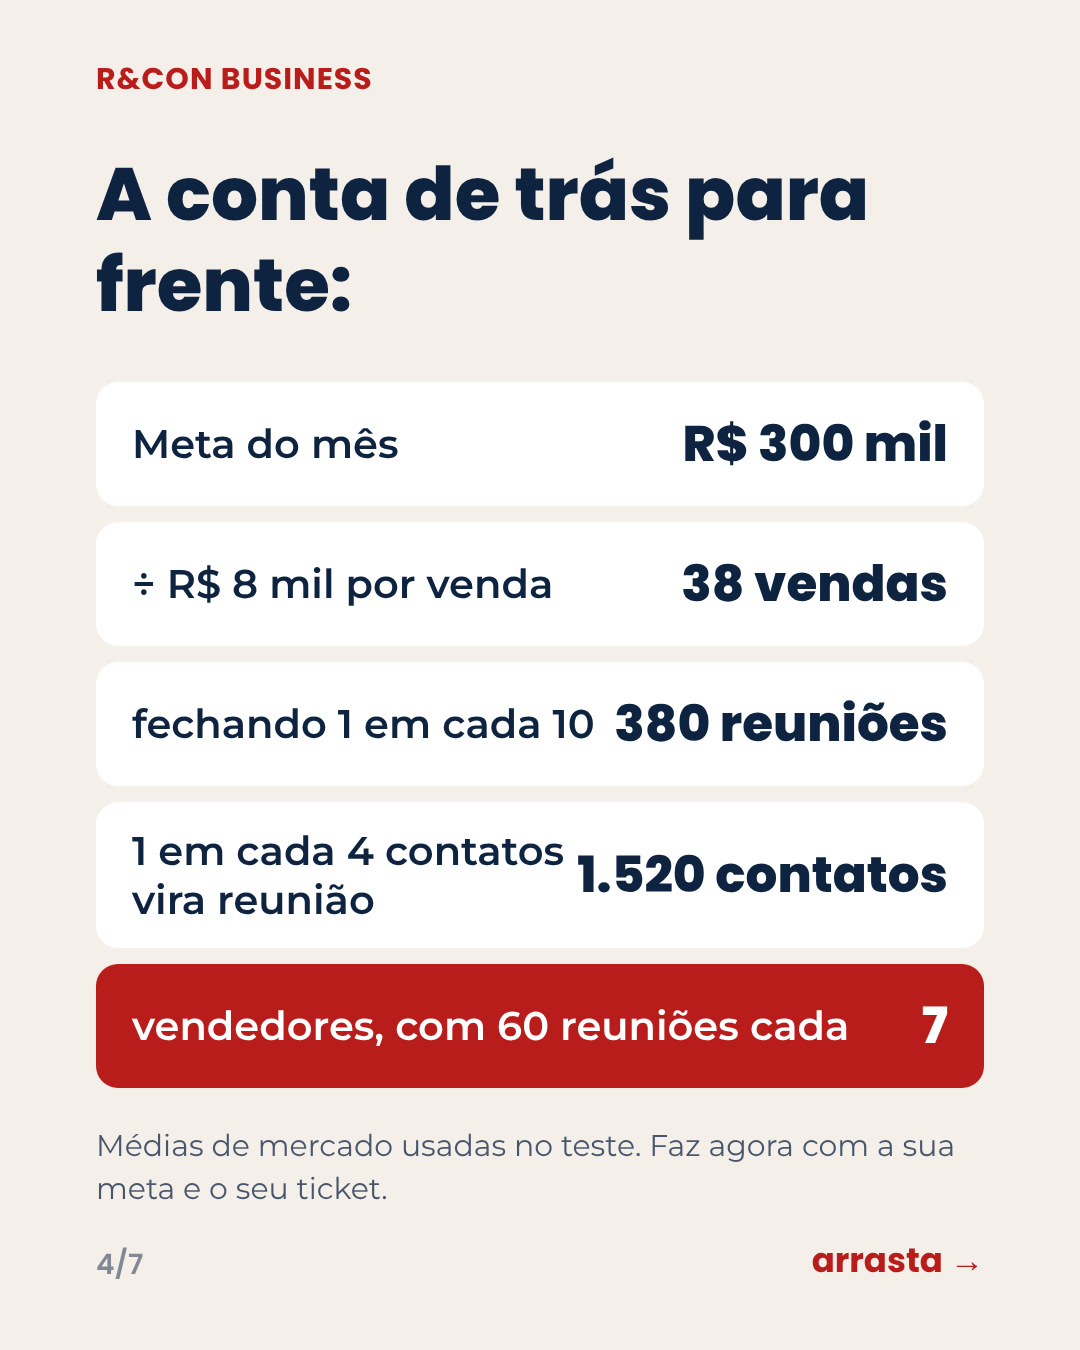 R&CON BUSINESS
A conta de trás para
frente:
Meta do mês R$ 300 mil
÷ R$ 8 mil por venda 38 vendas
fechando 1 em cada 10 380 reuniões
1 em cada 4 contatos
vira reunião
1.520 contatos
vendedores, com 60 reuniões cada 7
Médias de mercado usadas no teste. Faz agora com a sua
meta e o seu ticket.
4/7 arrasta →